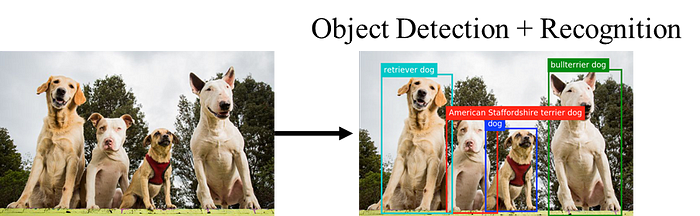 Object Detection + Recognition
retriever dog
bullterrier dog
American Staffordshire terrier dog
dog